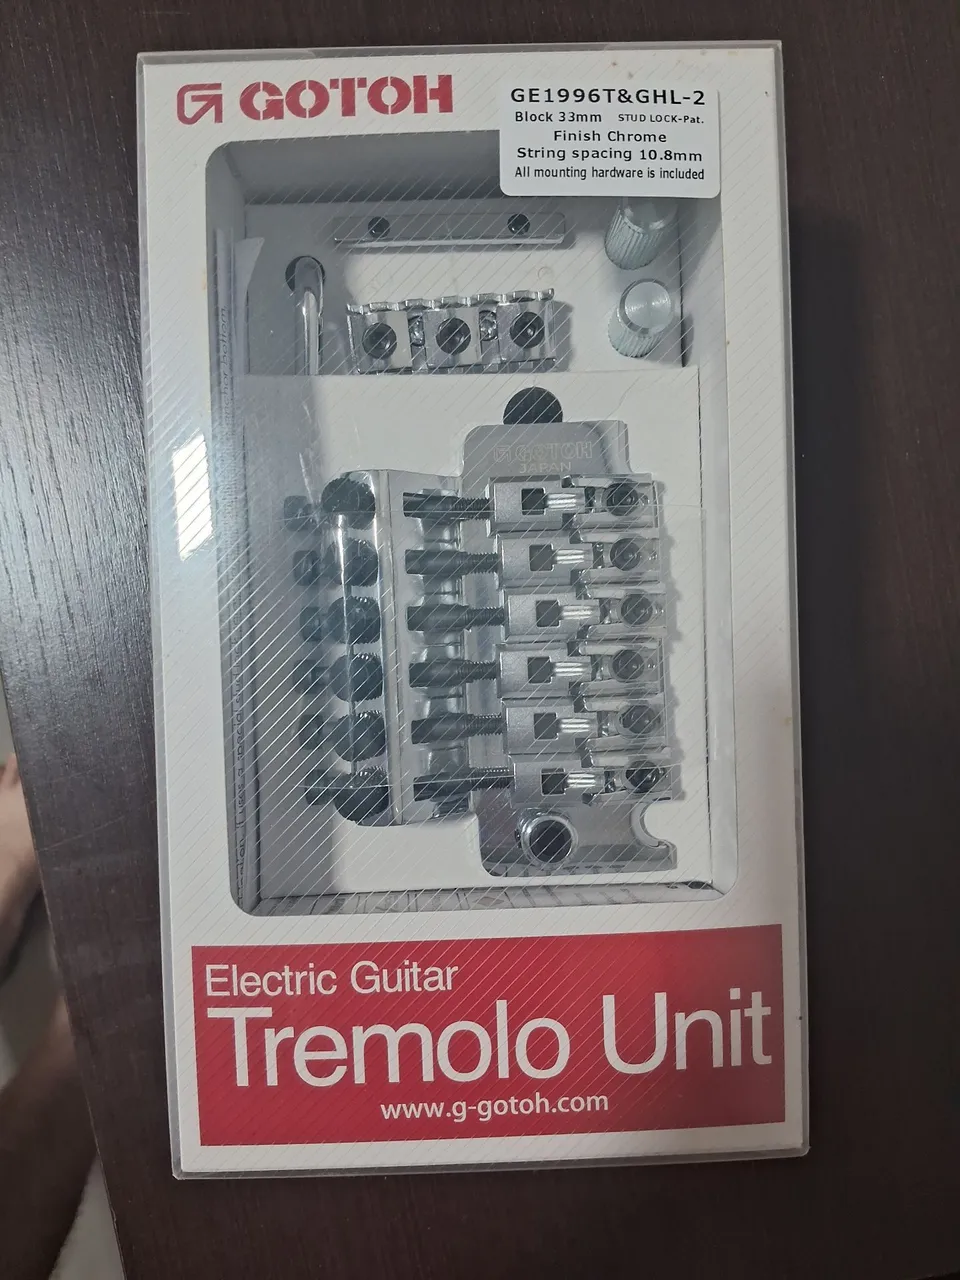 GOTOH
GE1996T&GHL-2
Block 33mm STUD LOCK-Pat.
Finish Chrome
String spacing 10.8mm
All mounting hardware is included
GOTOH
JAPAN
Electric Guitar
Tremolo Unit
www.g-gotoh.com